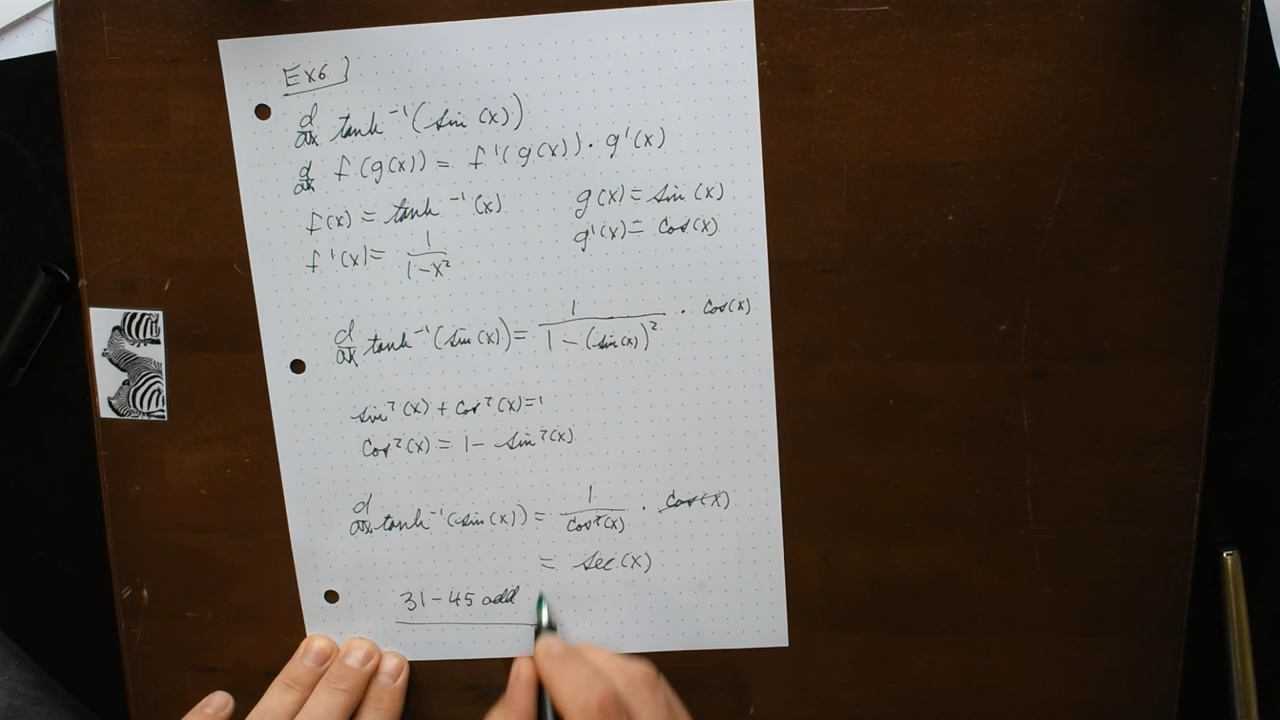 Ex6)
d/dx tanh⁻¹(sin(x))
d/dx f(g(x)) = f'(g(x)) · g'(x)
f(x) = tanh⁻¹(x) g(x) = sin(x)
f'(x) = 1/(1-x²) g'(x) = cos(x)
d/dx tanh⁻¹(sin(x)) = 1/(1-(sin(x))²) · cos(x)
sin²(x) + cos²(x) = 1
cos²(x) = 1 - sin²(x)
d/dx tanh⁻¹(sin(x)) = 1/cos²(x) · cos(x)
= sec(x)
31-45 odd